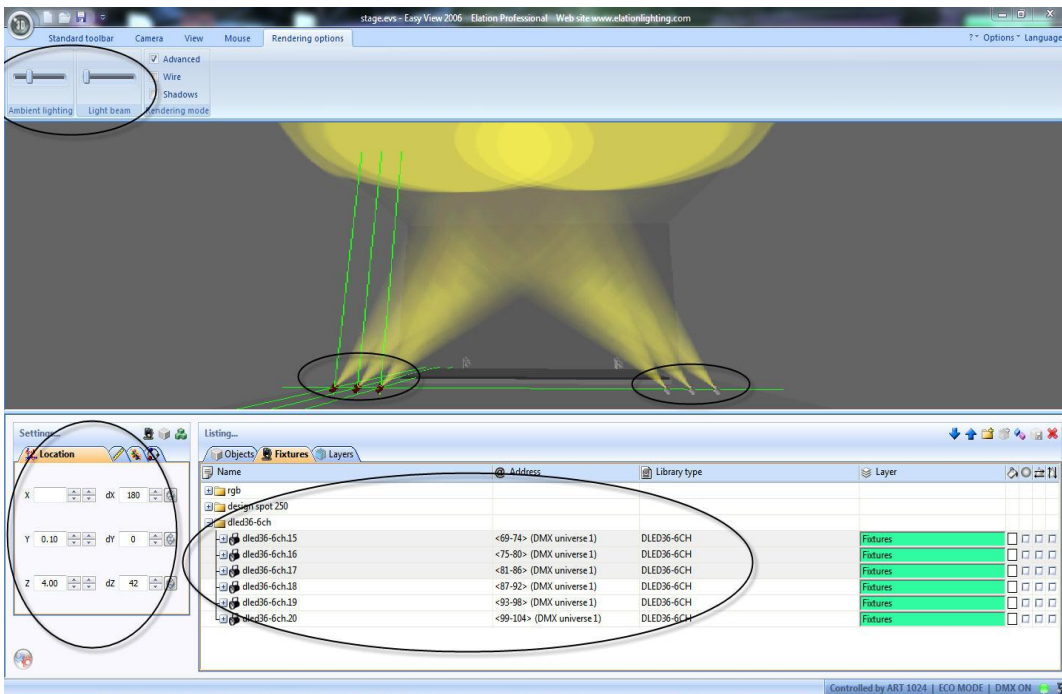 stage.evs - Easy View 2006 Elation Professional Web site www.elationlighting.com
3D
Standard toolbar Camera View Mouse Rendering options ? Options Language
Advanced
Wire
Shadows
Ambient lighting Light beam Rendering mode
Settings... Listing...
Location Objects Fixtures Layers
Name @ Address Library type Layer
X dX 180
Y 0.10 dY 0
Z 4.00 dZ 42
rgb
design spot 250
dled36-6ch
dled36-6ch.15 <69-74> (DMX universe 1) DLED36-6CH Fixtures
dled36-6ch.16 <75-80> (DMX universe 1) DLED36-6CH Fixtures
dled36-6ch.17 <81-86> (DMX universe 1) DLED36-6CH Fixtures
dled36-6ch.18 <87-92> (DMX universe 1) DLED36-6CH Fixtures
dled36-6ch.19 <93-98> (DMX universe 1) DLED36-6CH Fixtures
dled36-6ch.20 <99-104> (DMX universe 1) DLED36-6CH Fixtures
Controlled by ART 1024 | ECO MODE | DMX ON